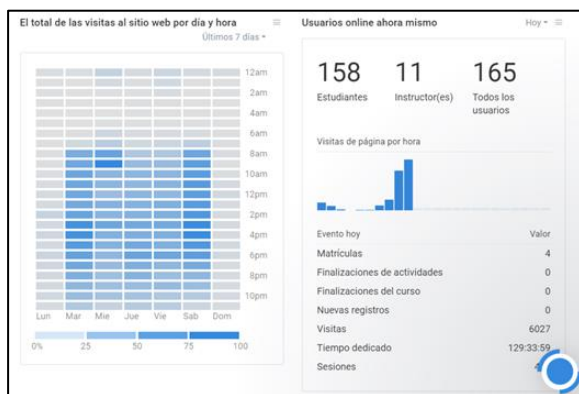 El total de las visitas al sitio web por día y hora
Últimos 7 días
12am
2am
4am
6am
8am
10am
12pm
2pm
4pm
6pm
8pm
10pm
Lun Mar Mie Jue Vie Sab Dom
0% 25 50 75 100
Usuarios online ahora mismo
Hoy
158 11 165
Estudiantes Instructor(es) Todos los
usuarios
Visitas de página por hora
Evento hoy Valor
Matrículas 4
Finalizaciones de actividades 0
Finalizaciones del curso 0
Nuevas registros 0
Visitas 6027
Tiempo dedicado 129:33:59
Sesiones